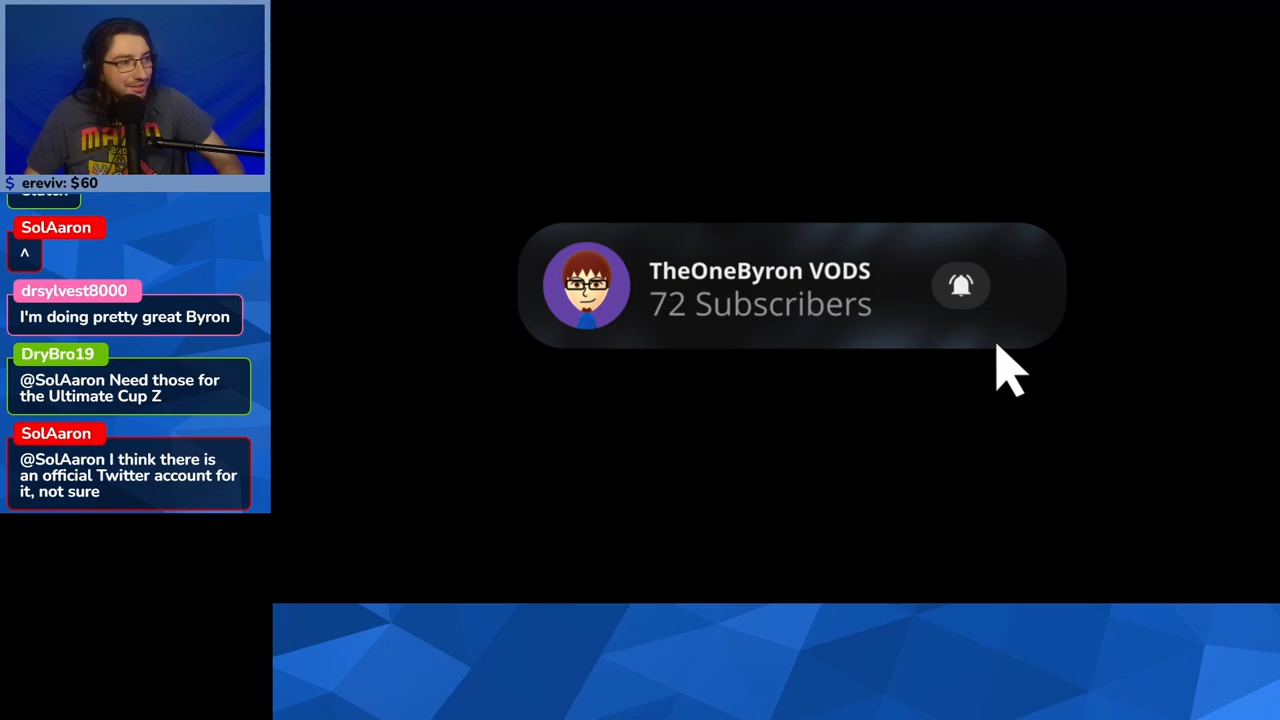 $ ereviv: $60
SolAaron
^
drsylvest8000
I'm doing pretty great Byron
DryBro19
@SolAaron Need those for
the Ultimate Cup Z
SolAaron
@SolAaron I think there is
an official Twitter account for
it, not sure
TheOneByron VODS
72 Subscribers